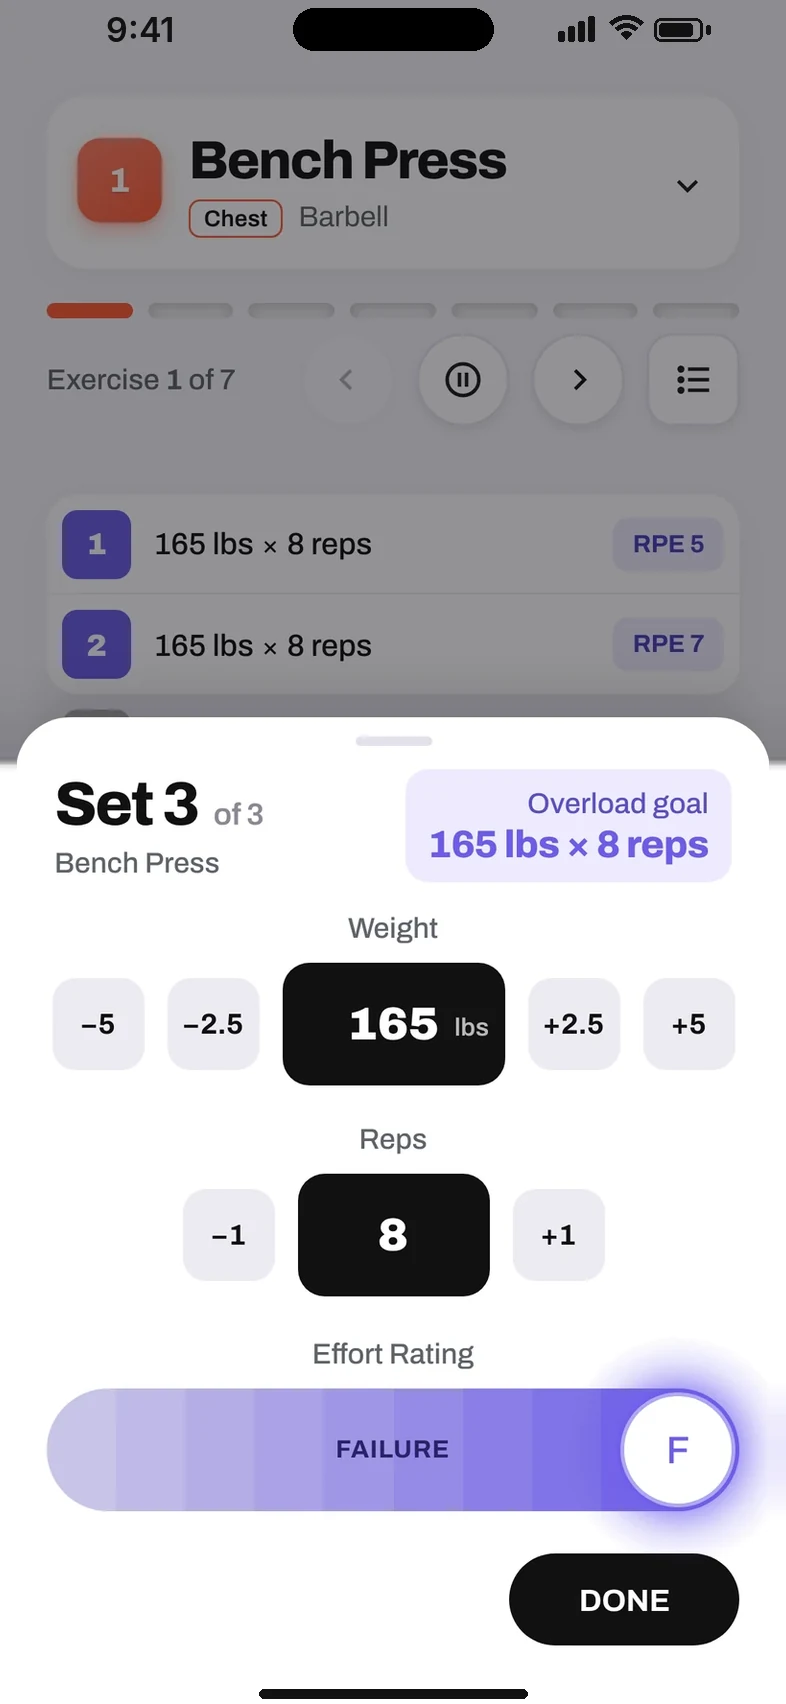 9:41
1
Bench Press
Chest Barbell
Exercise 1 of 7
1 165 lbs × 8 reps RPE 5
2 165 lbs × 8 reps RPE 7
Set 3 of 3
Bench Press
Overload goal
165 lbs × 8 reps
Weight
−5 −2.5 165 lbs +2.5 +5
Reps
−1 8 +1
Effort Rating
FAILURE F
DONE